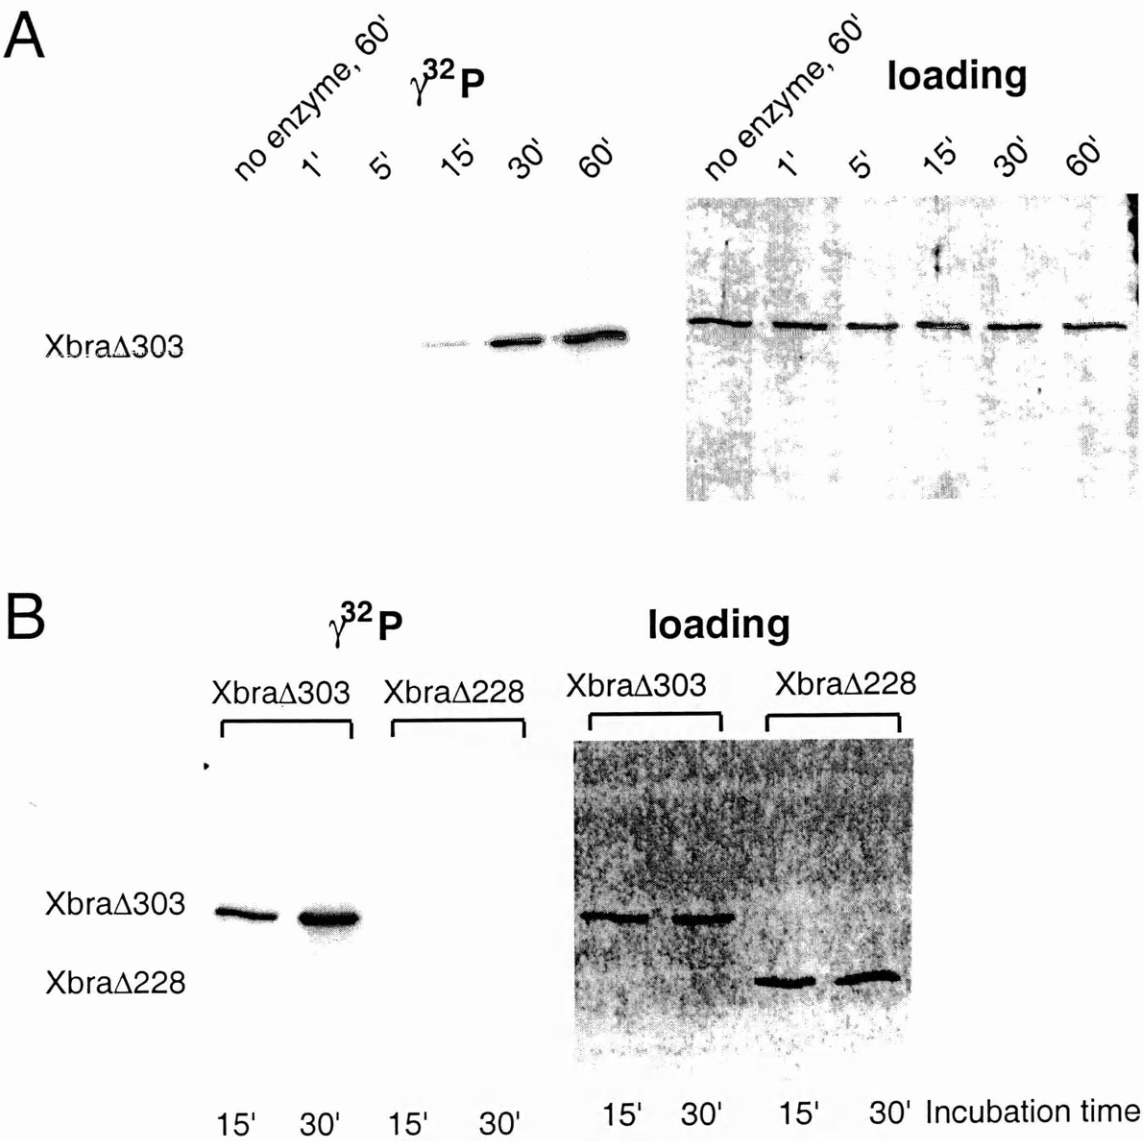 A
no enzyme, 60' 1' 5' 15' 30' 60'
γ³²P
no enzyme, 60' 1' 5' 15' 30' 60'
loading
XbraΔ303
B
γ³²P loading
XbraΔ303 XbraΔ228 XbraΔ303 XbraΔ228
XbraΔ303
XbraΔ228
15' 30' 15' 30' 15' 30' 15' 30' Incubation time